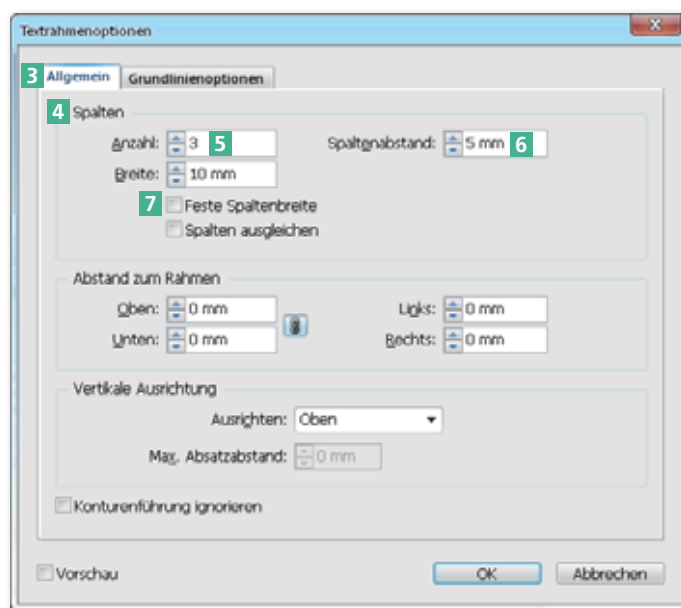 Textrahmenoptionen
3 Allgemein Grundlinienoptionen
4 Spalten
Anzahl: 3 5 Spaltenabstand: 5 mm 6
Breite: 10 mm
7 Feste Spaltenbreite
Spalten ausgleichen
Abstand zum Rahmen
Oben: 0 mm Links: 0 mm
Unten: 0 mm Rechts: 0 mm
Vertikale Ausrichtung
Ausrichten: Oben
Max. Absatzabstand: 0 mm
Konturenführung ignorieren
Vorschau OK Abbrechen